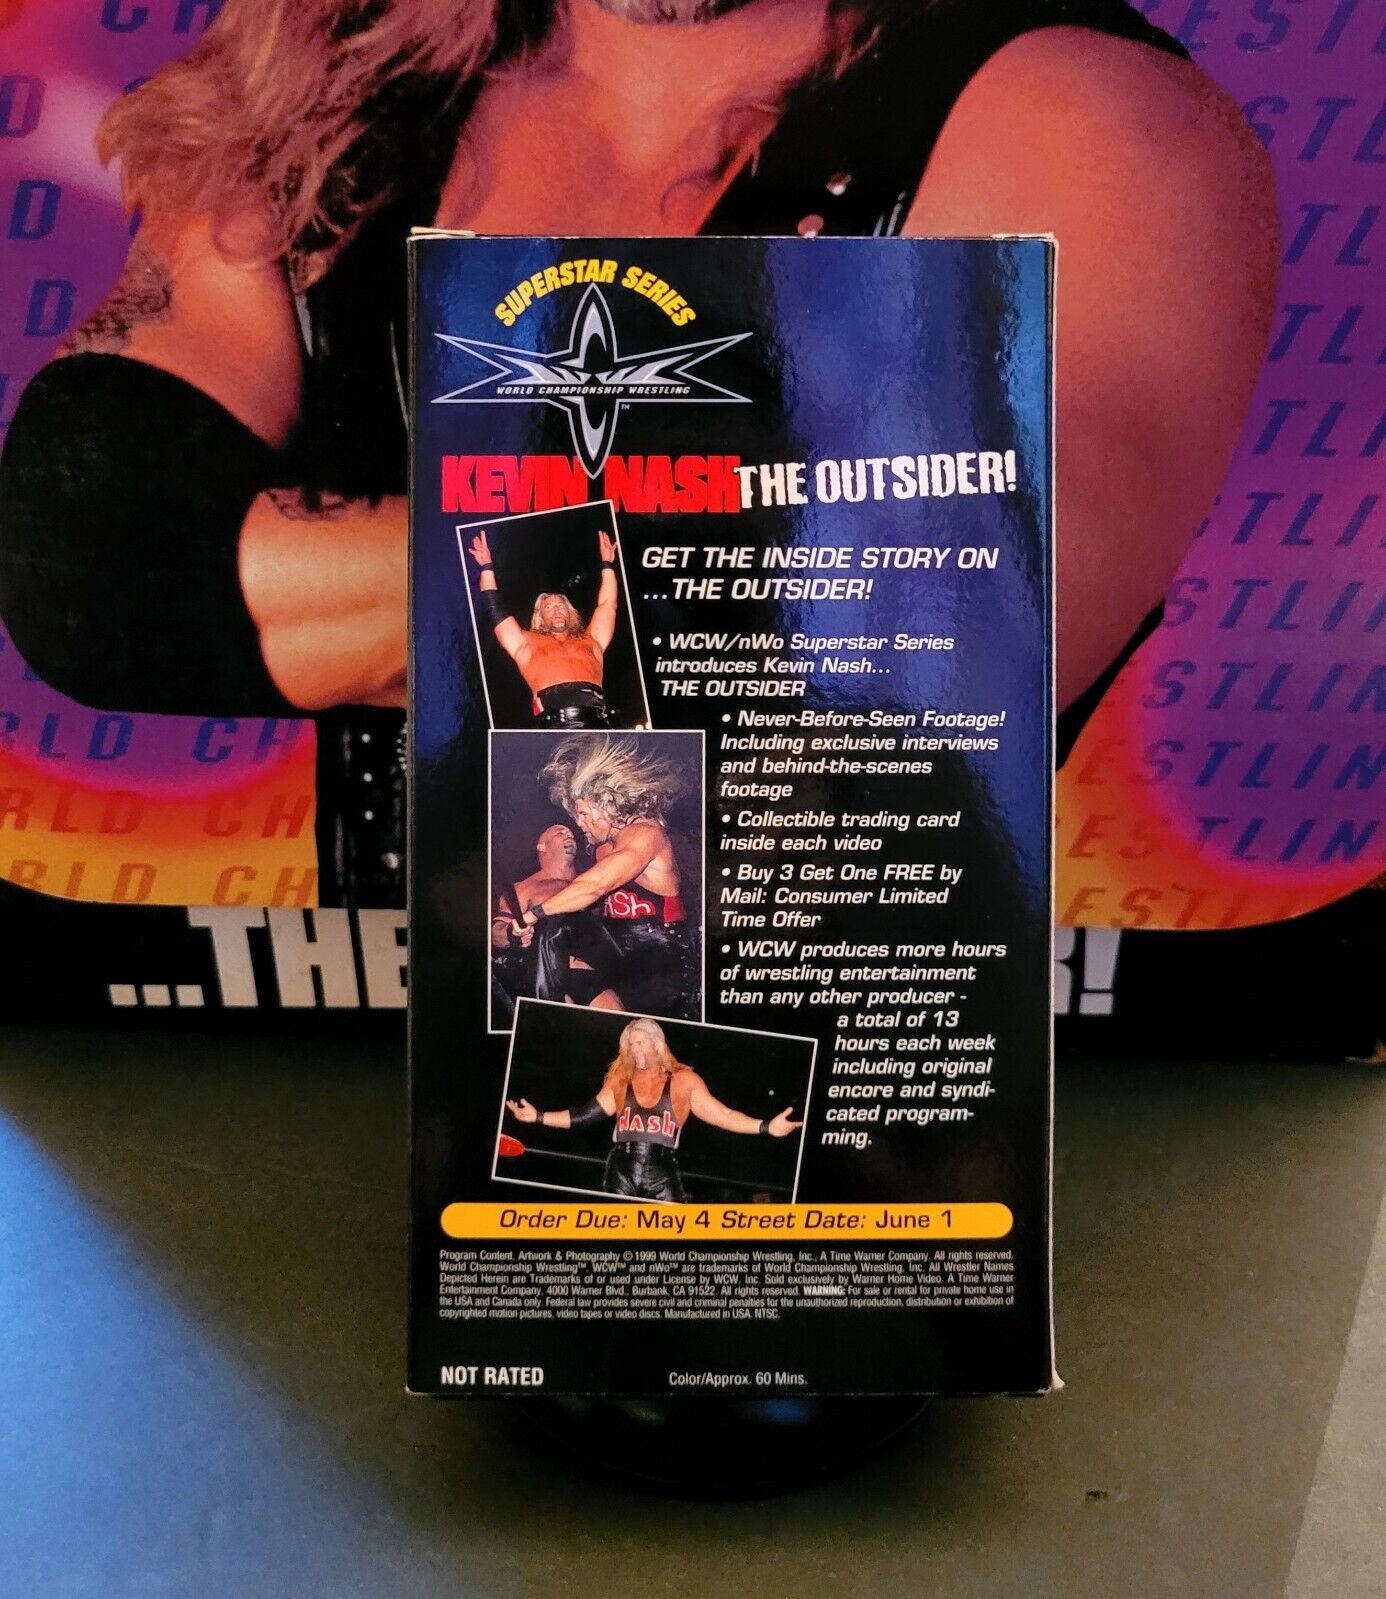 SUPERSTAR SERIES
WORLD CHAMPIONSHIP WRESTLING
TM
KEVIN NASH THE OUTSIDER!
GET THE INSIDE STORY ON
...THE OUTSIDER!
• WCW/nWo Superstar Series
introduces Kevin Nash...
THE OUTSIDER
• Never-Before-Seen Footage!
Including exclusive interviews
and behind-the-scenes
footage
• Collectible trading card
inside each video
• Buy 3 Get One FREE by
Mail: Consumer Limited
Time Offer
• WCW produces more hours
of wrestling entertainment
than any other producer -
a total of 13
hours each week
including original
encore and syndi-
cated program-
ming.
ASH
NASH
Order Due: May 4 Street Date: June 1
Program Content, Artwork & Photography © 1999 World Championship Wrestling, Inc., A Time Warner Company. All rights reserved.
World Championship Wrestling™, WCW™ and nWo™ are trademarks of World Championship Wrestling, Inc. All Wrestler Names
Depicted Herein are Trademarks of or used under License by WCW, Inc. Sold exclusively by Warner Home Video. A Time Warner
Entertainment Company, 4000 Warner Blvd., Burbank, CA 91522. All rights reserved. WARNING: For sale or rental for private home use in
the USA and Canada only. Federal law provides severe civil and criminal penalties for the unauthorized reproduction, distribution or exhibition of
copyrighted motion pictures, video tapes or video discs. Manufactured in USA. NTSC.
NOT RATED
Color/Approx. 60 Mins.
...THE